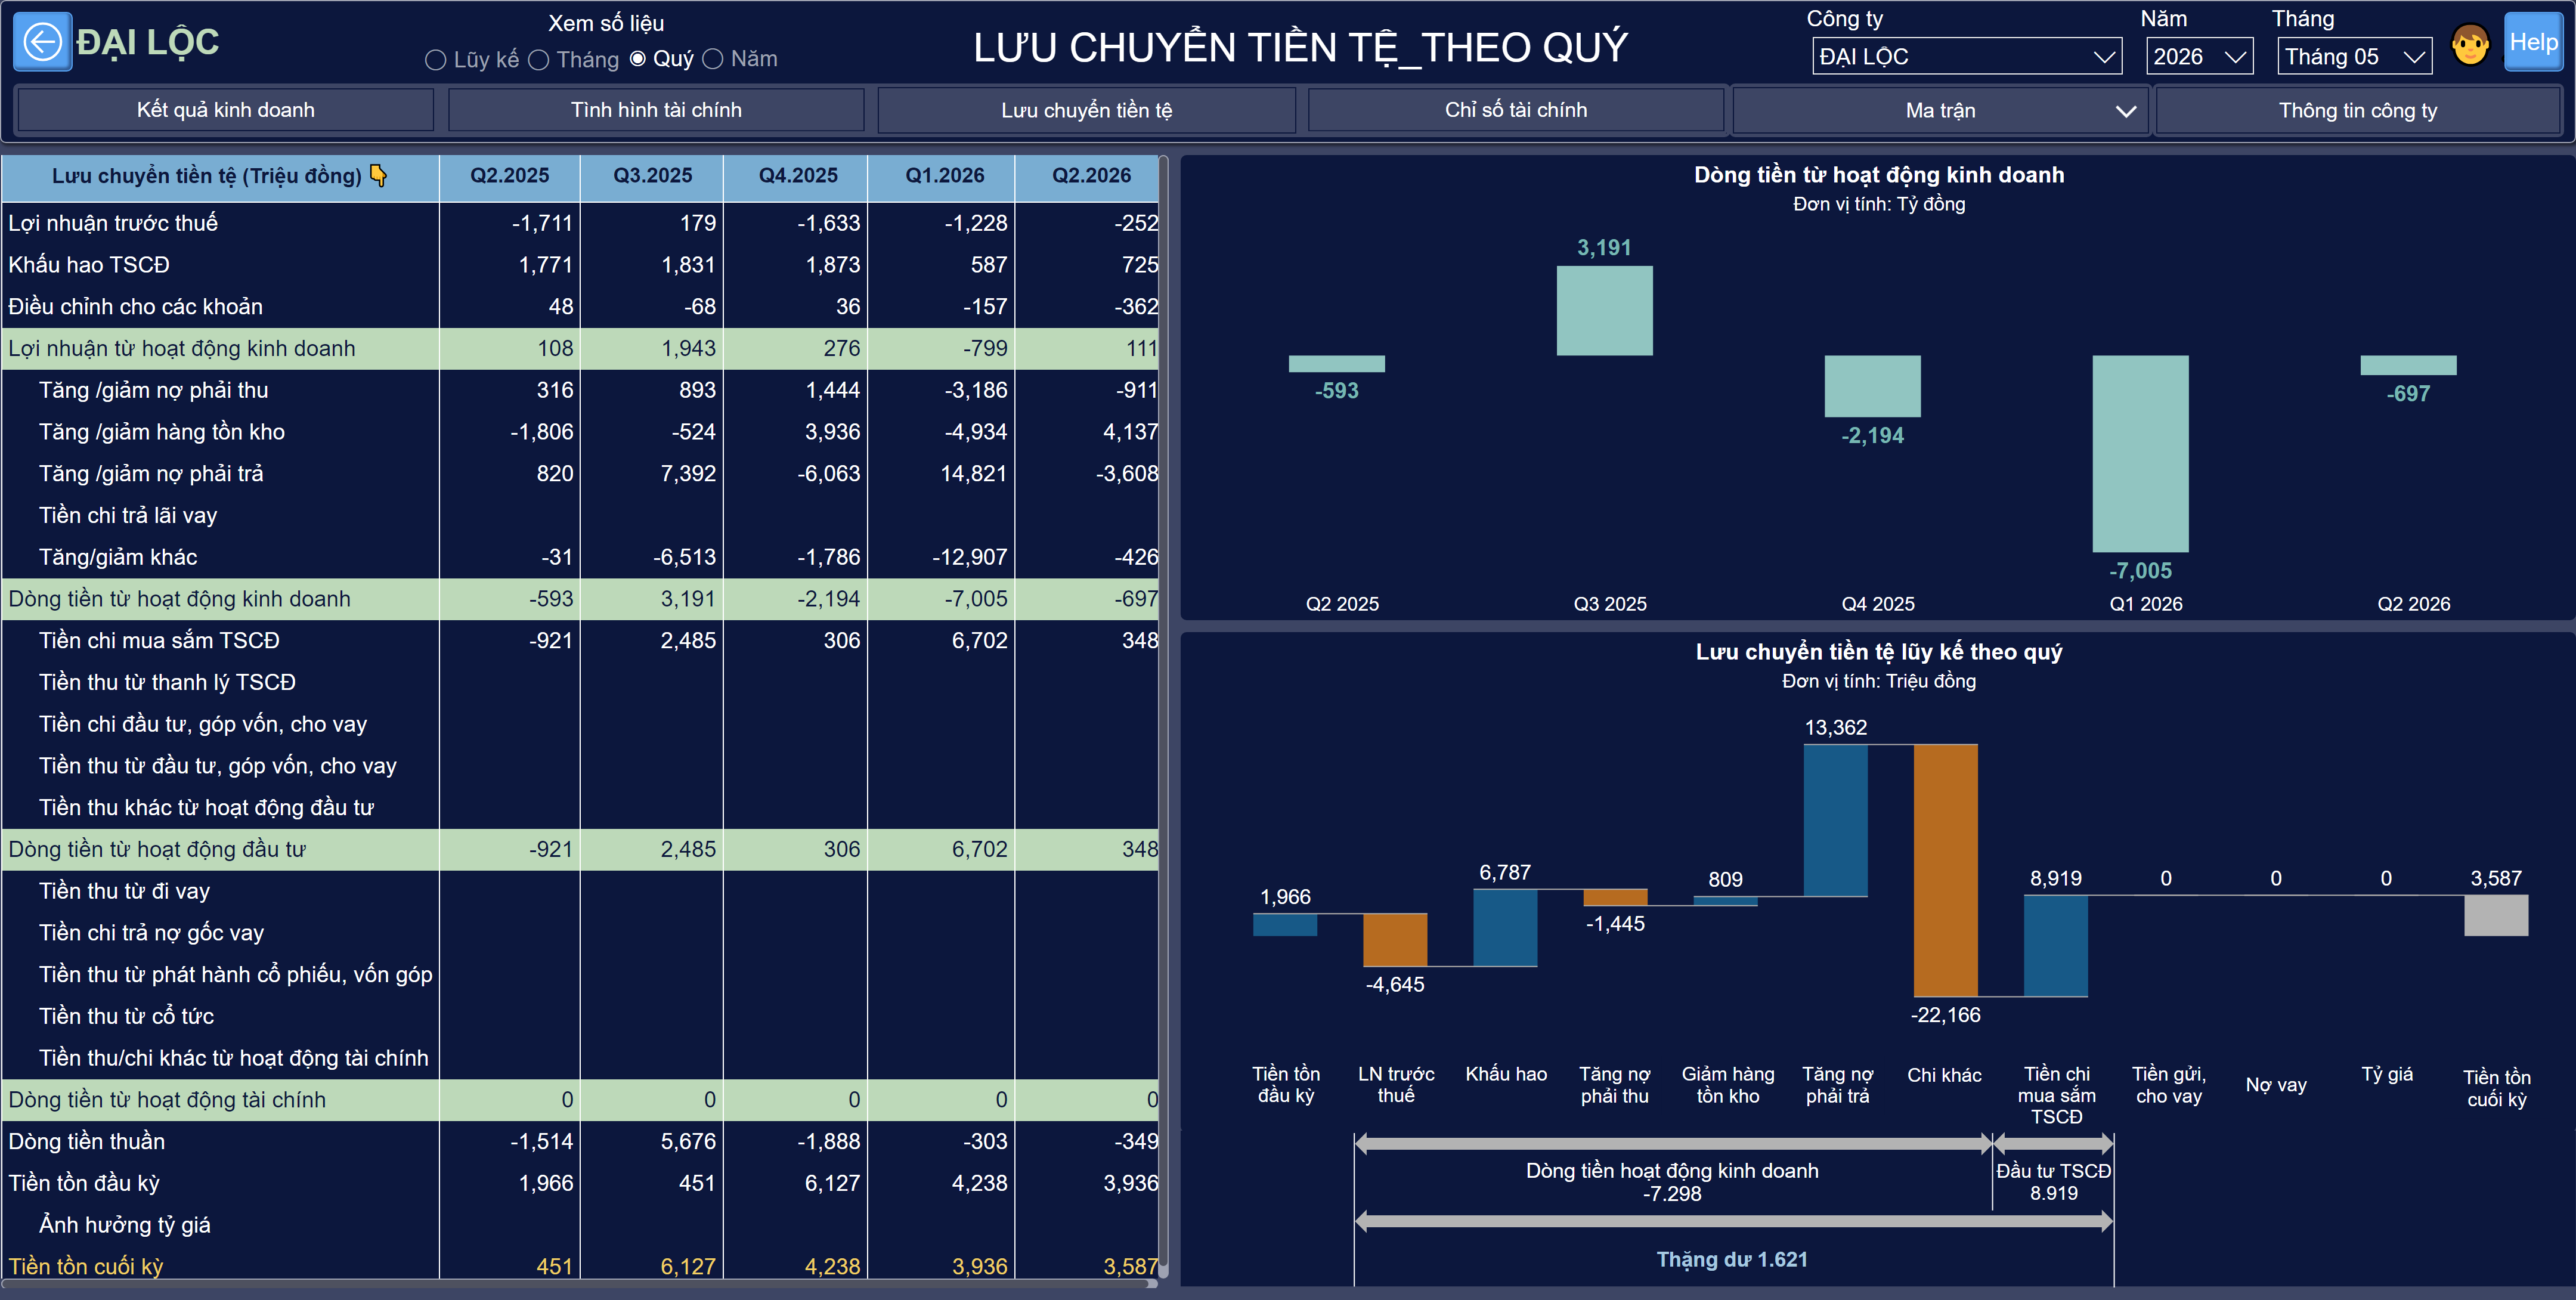 ĐẠI LỘC
Xem số liệu
Lũy kế Tháng Quý Năm
LƯU CHUYỂN TIỀN TỆ_THEO QUÝ
Công ty Năm Tháng
ĐẠI LỘC 2026 Tháng 05
Help
Kết quả kinh doanh Tình hình tài chính Lưu chuyển tiền tệ Chỉ số tài chính Ma trận Thông tin công ty
Lưu chuyển tiền tệ (Triệu đồng) Q2.2025 Q3.2025 Q4.2025 Q1.2026 Q2.2026
Lợi nhuận trước thuế -1,711 179 -1,633 -1,228 -252
Khấu hao TSCĐ 1,771 1,831 1,873 587 725
Điều chỉnh cho các khoản 48 -68 36 -157 -362
Lợi nhuận từ hoạt động kinh doanh 108 1,943 276 -799 111
Tăng /giảm nợ phải thu 316 893 1,444 -3,186 -911
Tăng /giảm hàng tồn kho -1,806 -524 3,936 -4,934 4,137
Tăng /giảm nợ phải trả 820 7,392 -6,063 14,821 -3,608
Tiền chi trả lãi vay
Tăng/giảm khác -31 -6,513 -1,786 -12,907 -426
Dòng tiền từ hoạt động kinh doanh -593 3,191 -2,194 -7,005 -697
Tiền chi mua sắm TSCĐ -921 2,485 306 6,702 348
Tiền thu từ thanh lý TSCĐ
Tiền chi đầu tư, góp vốn, cho vay
Tiền thu từ đầu tư, góp vốn, cho vay
Tiền thu khác từ hoạt động đầu tư
Dòng tiền từ hoạt động đầu tư -921 2,485 306 6,702 348
Tiền thu từ đi vay
Tiền chi trả nợ gốc vay
Tiền thu từ phát hành cổ phiếu, vốn góp
Tiền thu từ cổ tức
Tiền thu/chi khác từ hoạt động tài chính
Dòng tiền từ hoạt động tài chính 0 0 0 0 0
Dòng tiền thuần -1,514 5,676 -1,888 -303 -349
Tiền tồn đầu kỳ 1,966 451 6,127 4,238 3,936
Ảnh hưởng tỷ giá
Tiền tồn cuối kỳ 451 6,127 4,238 3,936 3,587
Dòng tiền từ hoạt động kinh doanh
Đơn vị tính: Tỷ đồng
3,191
-593
-697
-2,194
-7,005
Q2 2025 Q3 2025 Q4 2025 Q1 2026 Q2 2026
Lưu chuyển tiền tệ lũy kế theo quý
Đơn vị tính: Triệu đồng
13,362
1,966 6,787 809 8,919 0 0 0 3,587
-1,445
-4,645
-22,166
Tiền tồn LN trước Khấu hao Tăng nợ Giảm hàng Tăng nợ Chi khác Tiền chi Tiền gửi, Nợ vay Tỷ giá Tiền tồn
đầu kỳ thuế phải thu tồn kho phải trả mua sắm cho vay cuối kỳ
TSCĐ
Dòng tiền hoạt động kinh doanh Đầu tư TSCĐ
-7.298 8.919
Thặng dư 1.621